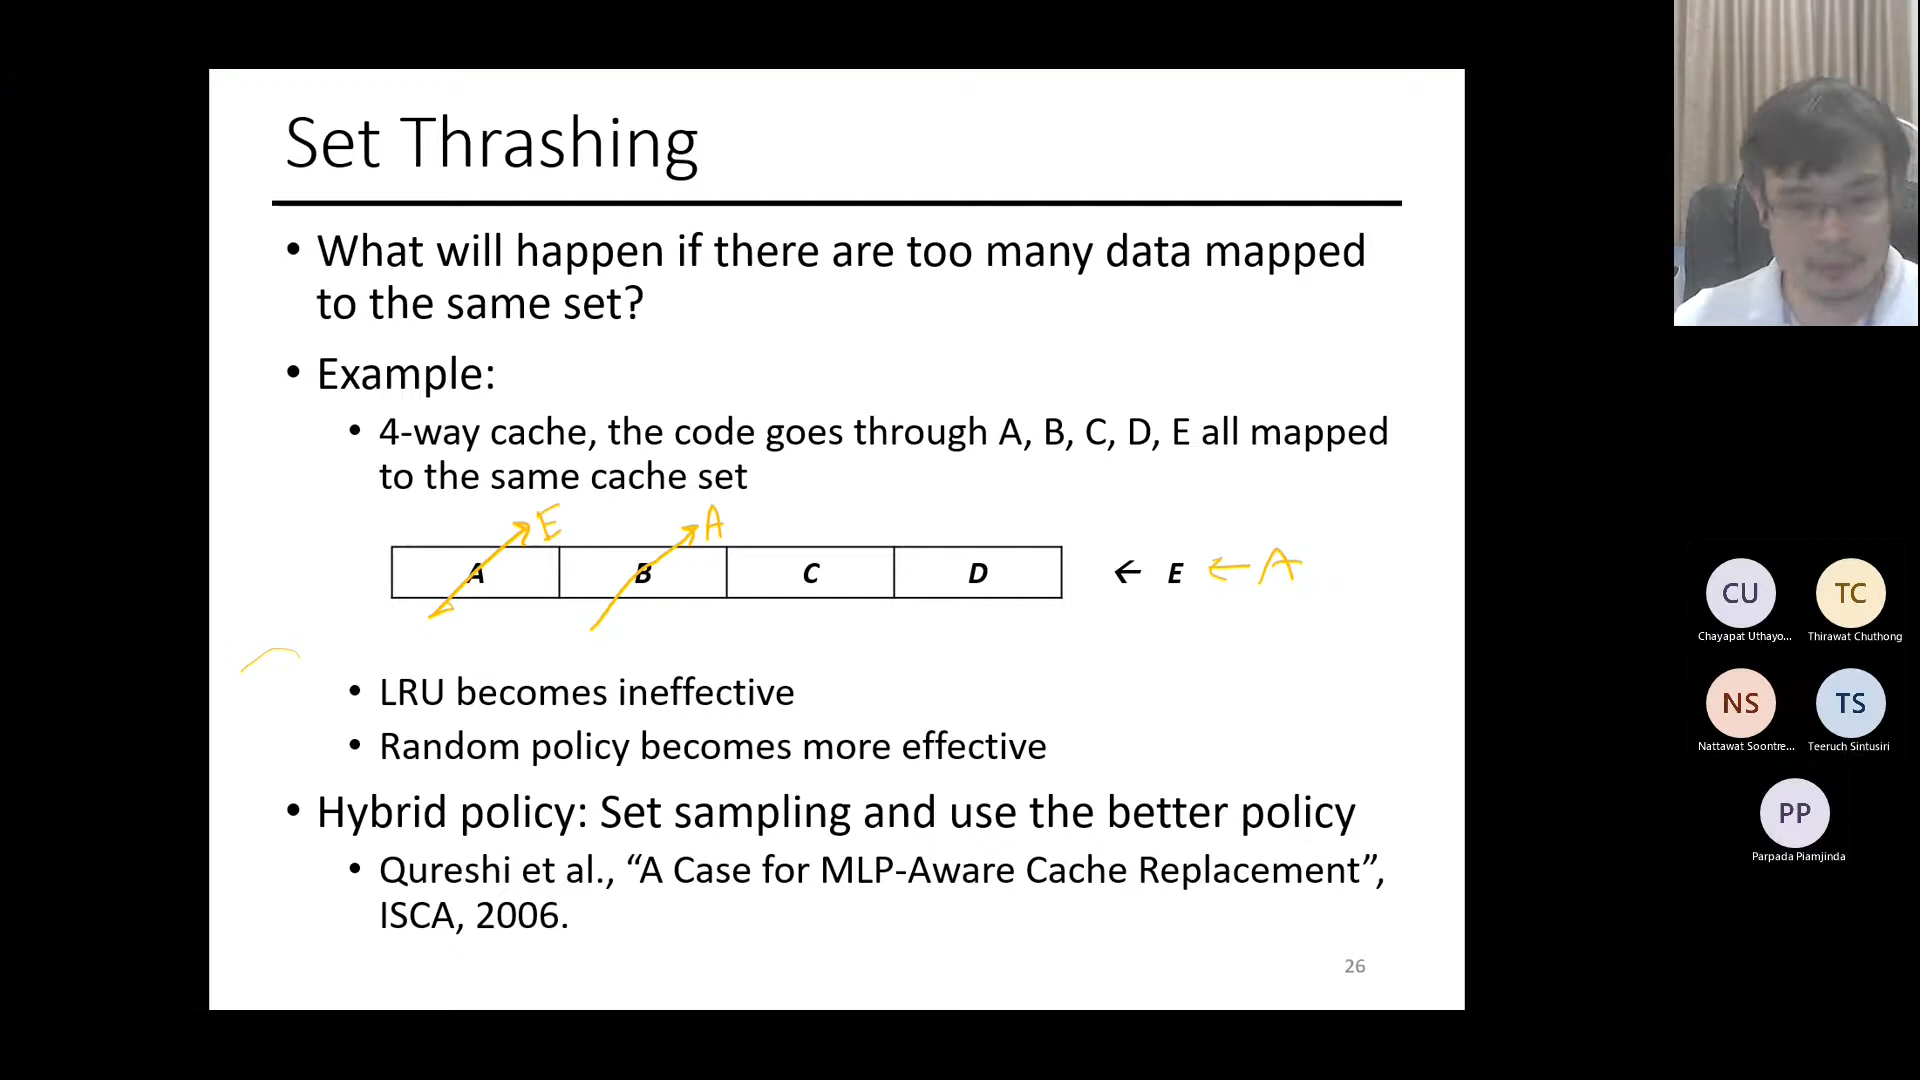 Set Thrashing
• What will happen if there are too many data mapped
to the same set?
• Example:
• 4-way cache, the code goes through A, B, C, D, E all mapped
to the same cache set
E A
A B C D ← E ← A
• LRU becomes ineffective
• Random policy becomes more effective
• Hybrid policy: Set sampling and use the better policy
• Qureshi et al., “A Case for MLP-Aware Cache Replacement”,
ISCA, 2006.
26
CU TC
Chayapat Uthayo... Thirawat Chuthong
NS TS
Nattawat Soontre... Teeruch Sintusiri
PP
Parpada Piamjinda